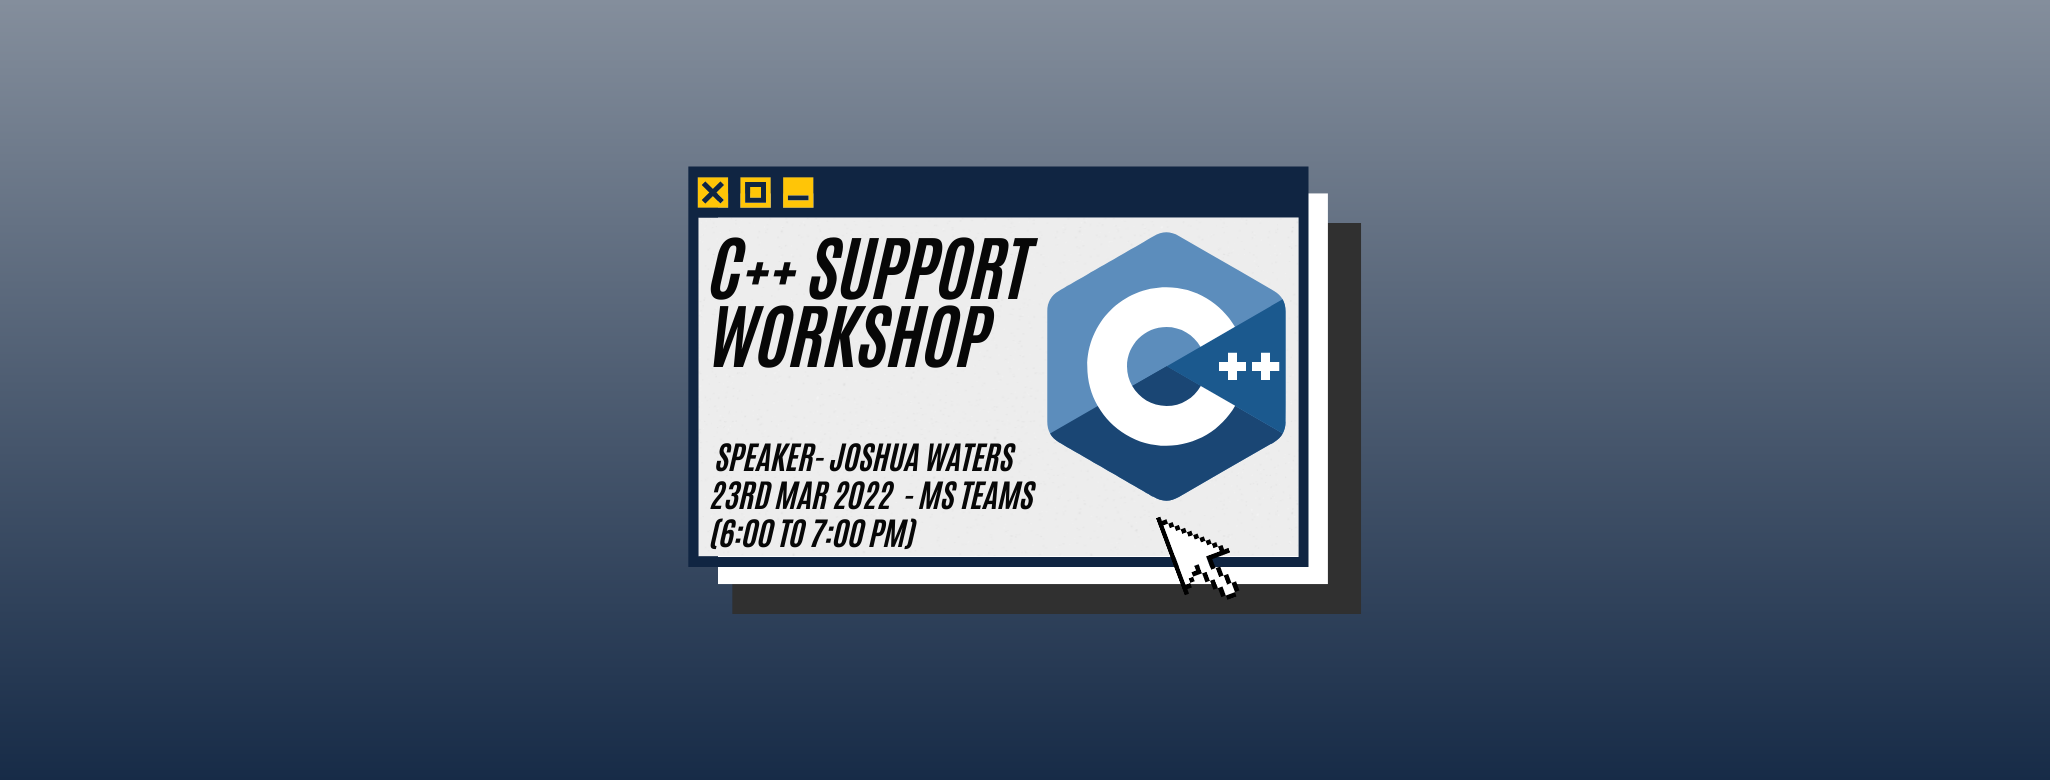 C++ SUPPORT
WORKSHOP
C++
SPEAKER- JOSHUA WATERS
23RD MAR 2022 - MS TEAMS
(6:00 TO 7:00 PM)